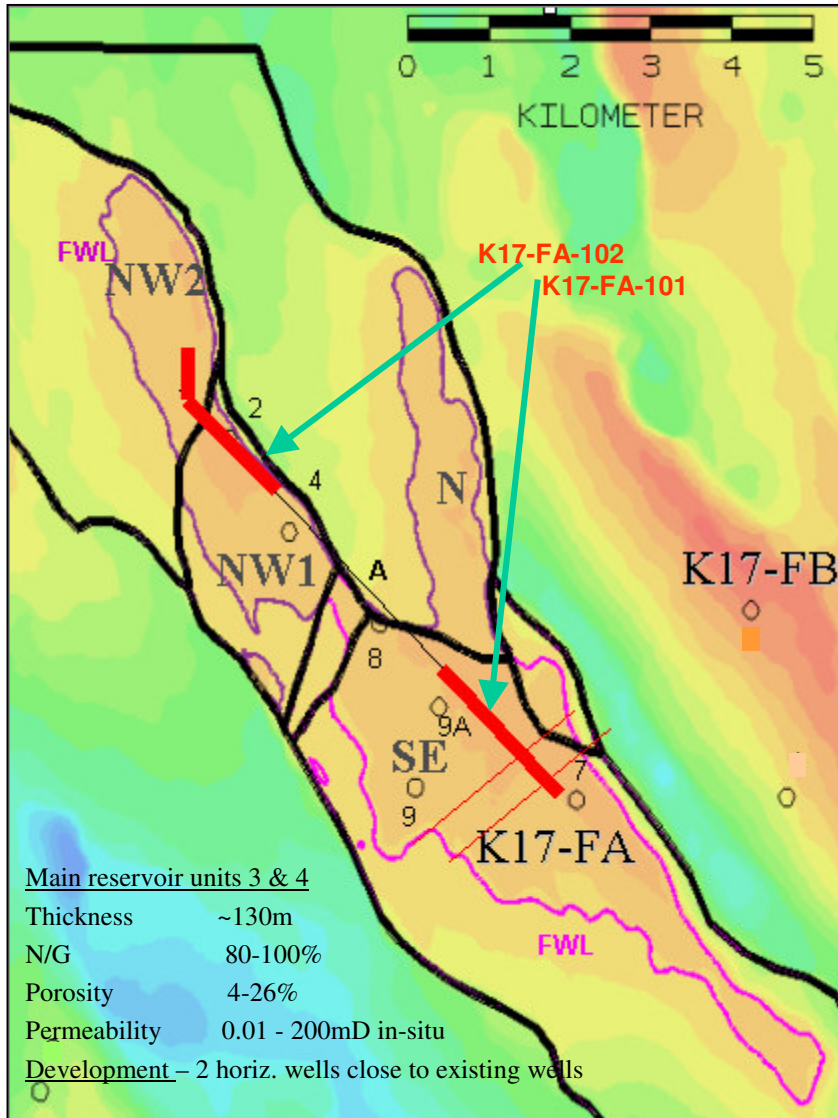 0 1 2 3 4 5
KILOMETER
K17-FA-102
K17-FA-101
FWL
NW2
2
4
N
NW1
A
K17-FB
8
9A
SE
7
9
K17-FA
Main reservoir units 3 & 4
Thickness ~130m
N/G 80-100%
FWL
Porosity 4-26%
Permeability 0.01 - 200mD in-situ
Development – 2 horiz. wells close to existing wells